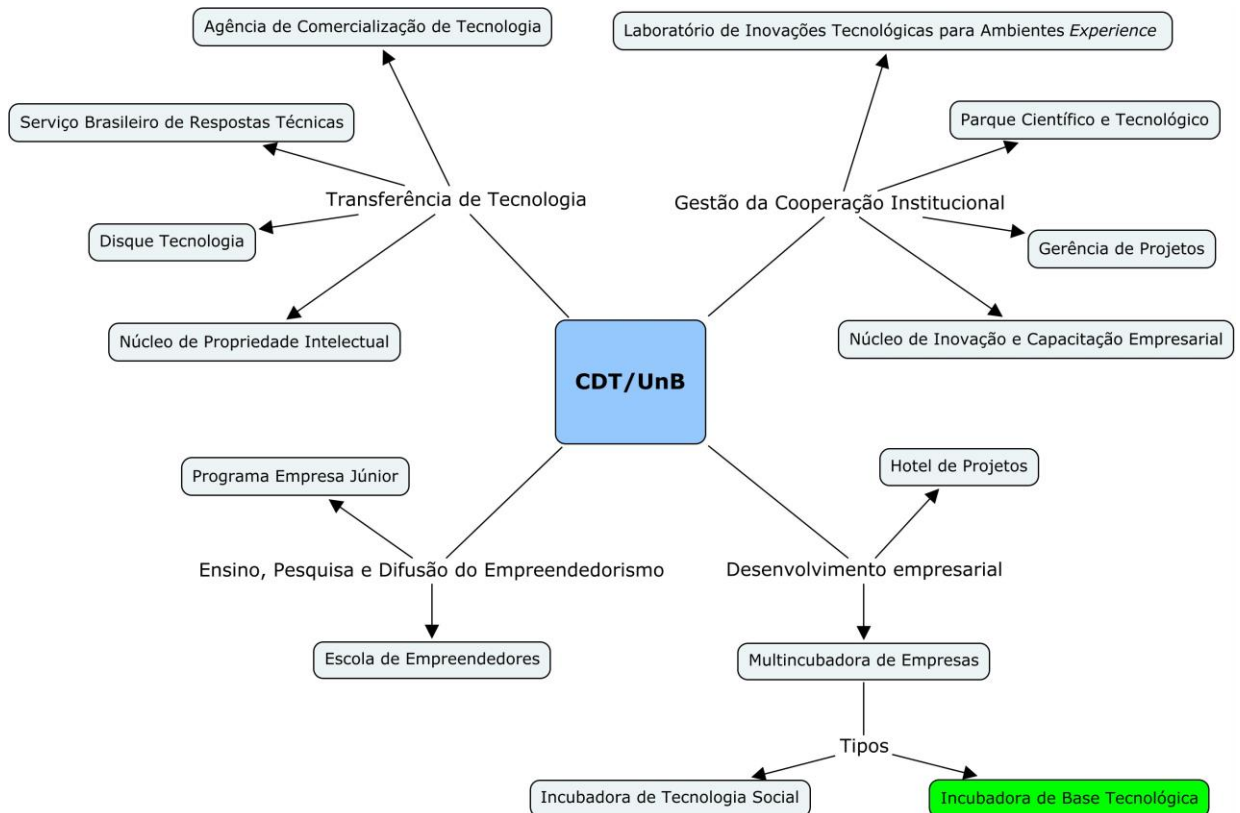 Agência de Comercialização de Tecnologia
Laboratório de Inovações Tecnológicas para Ambientes Experience
Serviço Brasileiro de Respostas Técnicas
Parque Científico e Tecnológico
Transferência de Tecnologia
Gestão da Cooperação Institucional
Disque Tecnologia
Gerência de Projetos
Núcleo de Propriedade Intelectual
Núcleo de Inovação e Capacitação Empresarial
CDT/UnB
Programa Empresa Júnior
Hotel de Projetos
Ensino, Pesquisa e Difusão do Empreendedorismo
Desenvolvimento empresarial
Escola de Empreendedores
Multincubadora de Empresas
Tipos
Incubadora de Tecnologia Social
Incubadora de Base Tecnológica